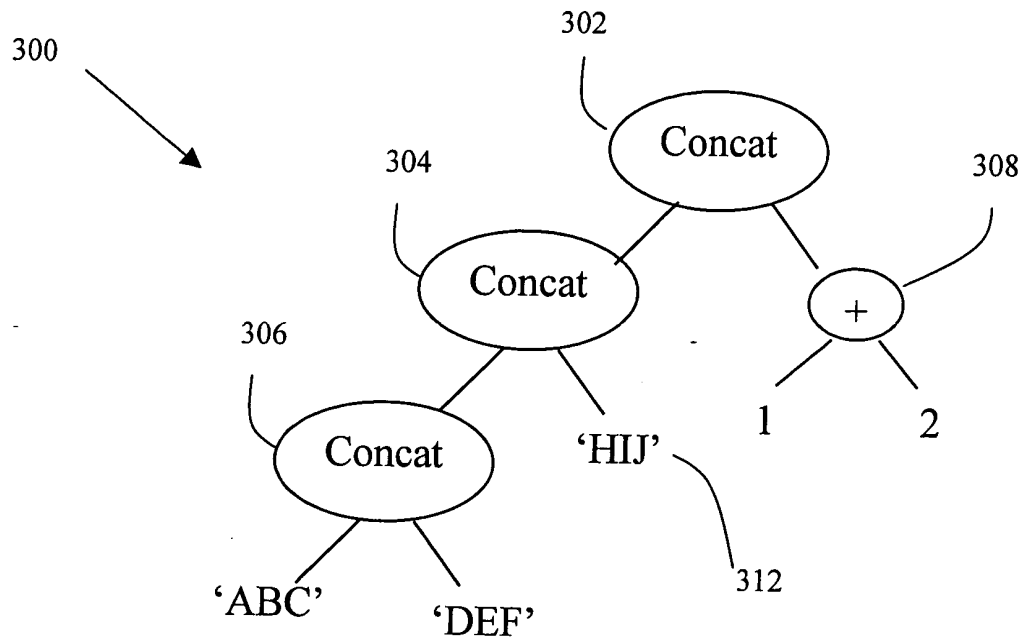 302
300
Concat
304
308
Concat
+
306
1
2
Concat
‘HIJ’
312
‘ABC’
‘DEF’